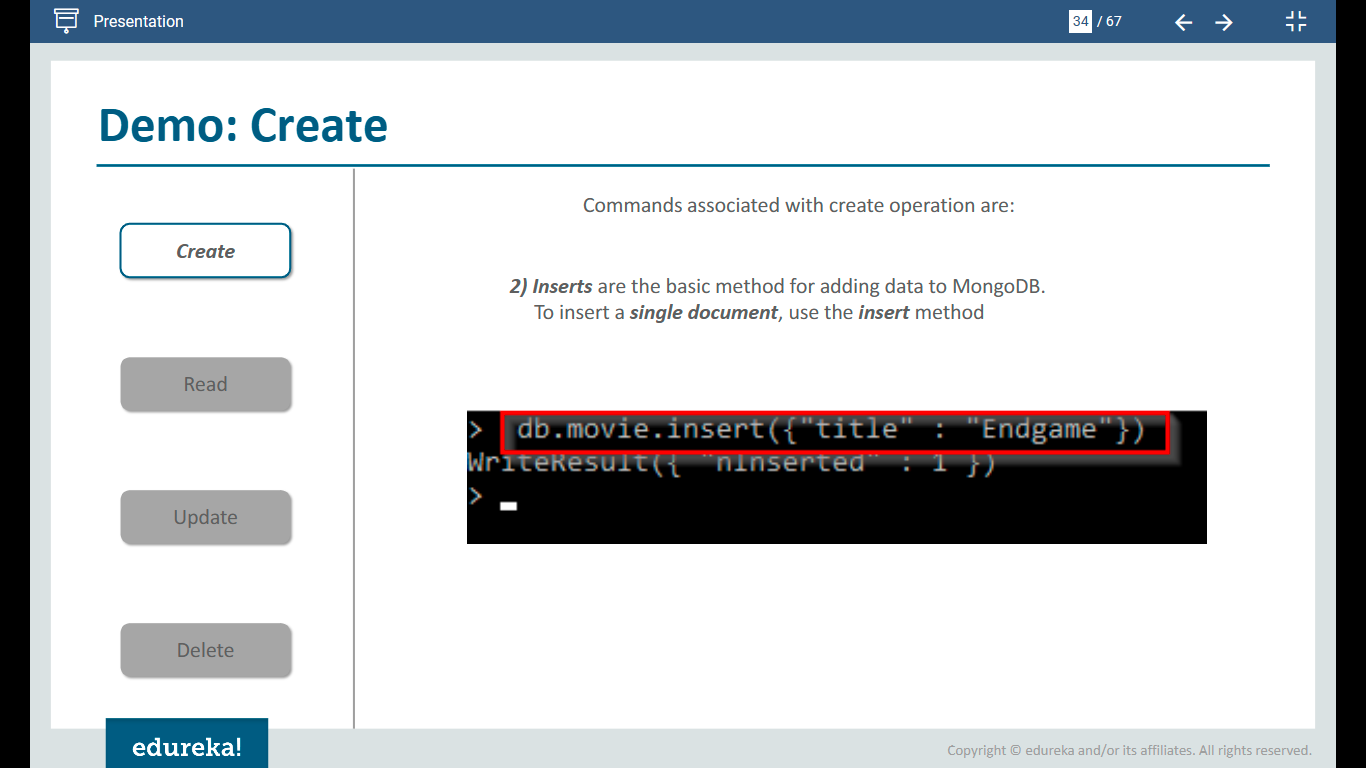 Presentation
34 / 67
Demo: Create
Create
Read
Update
Delete
Commands associated with create operation are:
2) Inserts are the basic method for adding data to MongoDB.
To insert a single document, use the insert method
> db.movie.insert({"title" : "Endgame"})
WriteResult({ "nInserted" : 1 })
>
edureka!
Copyright © edureka and/or its affiliates. All rights reserved.